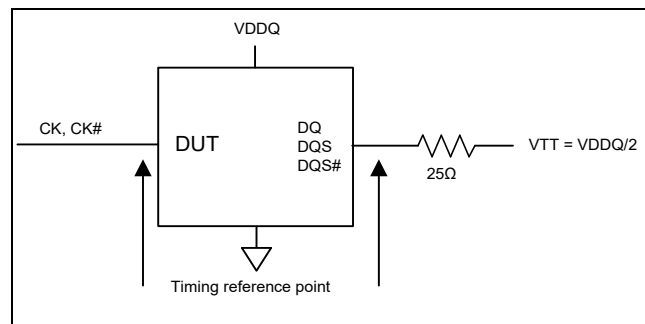 VDDQ
CK, CK#
DUT
DQ
DQS
DQS#
25Ω
VTT = VDDQ/2
Timing reference point